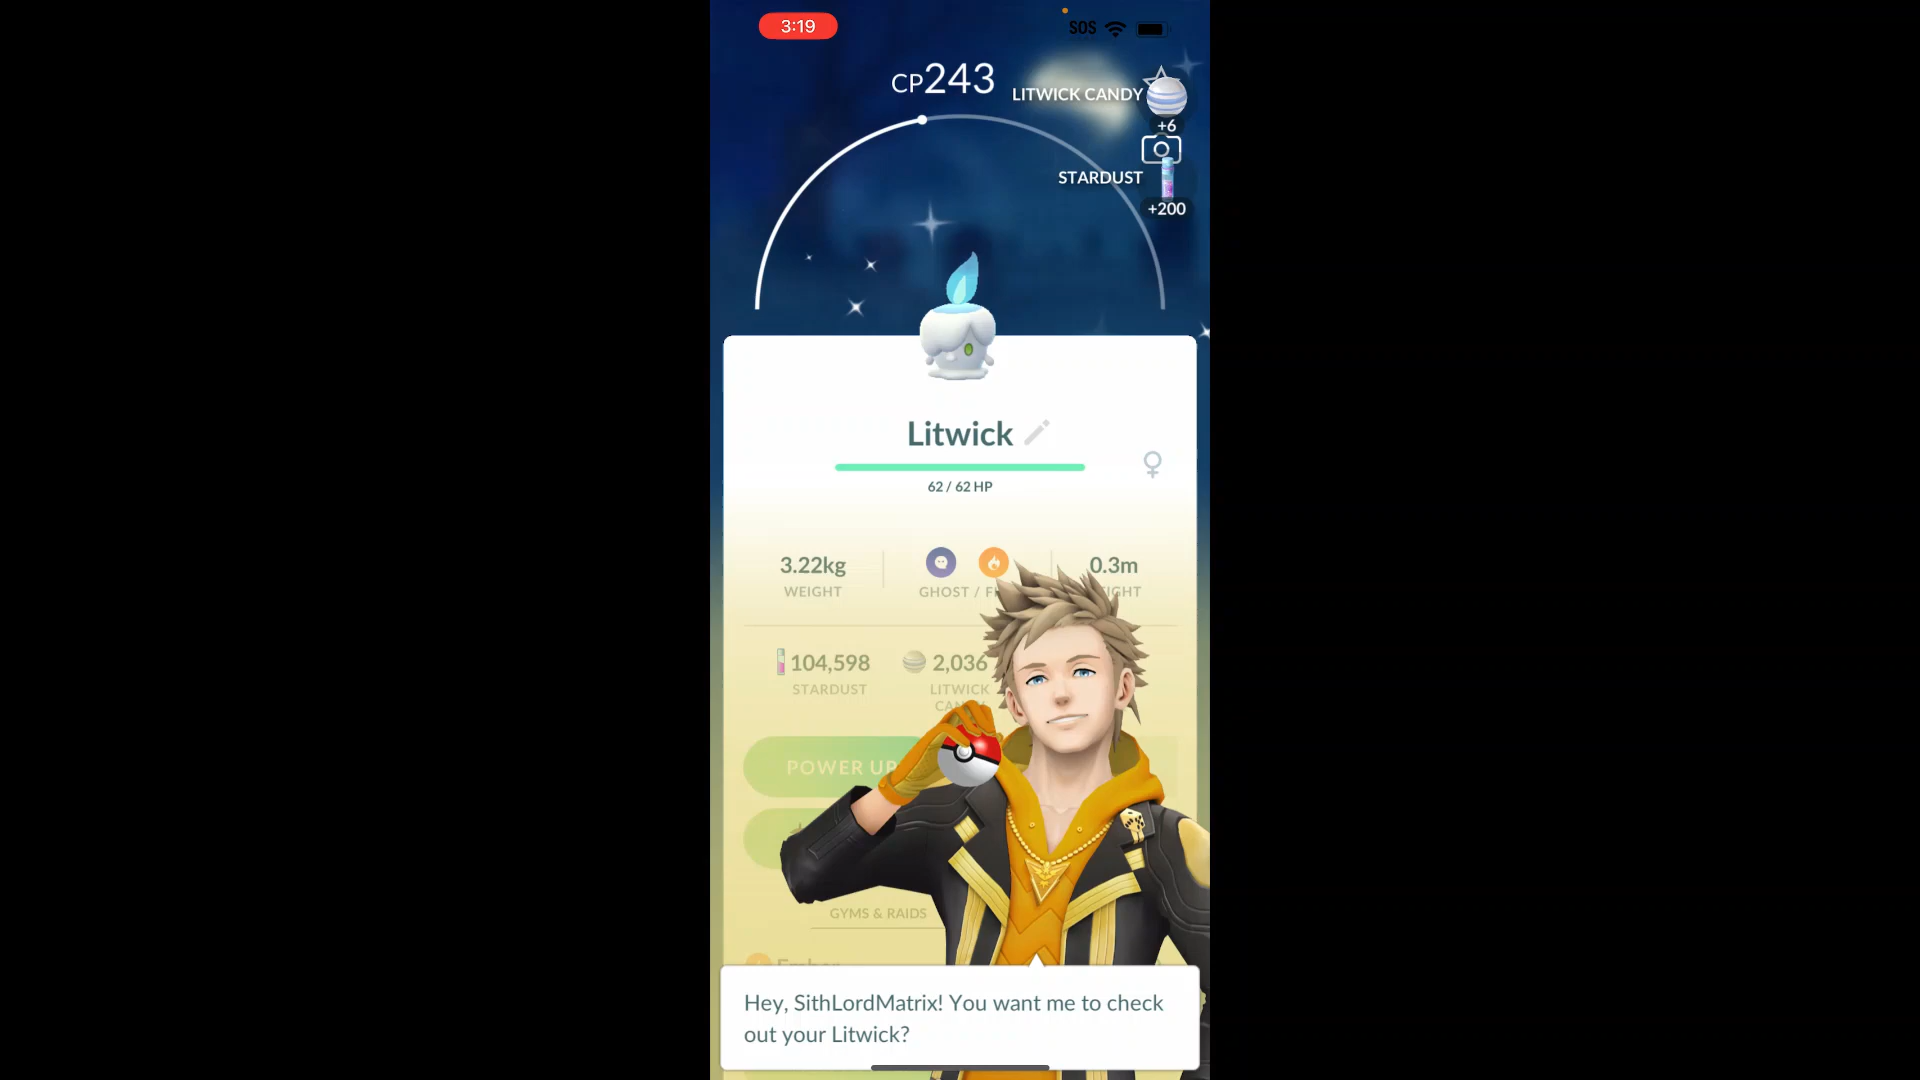 3:19
SOS
CP243
LITWICK CANDY
+6
STARDUST
+200
Litwick
62 / 62 HP
3.22kg
0.3m
WEIGHT
GHOST /
104,598
2,036
STARDUST
LITWICK
POWER UP
GYMS & RAIDS
Ember
Hey, SithLordMatrix! You want me to check
out your Litwick?